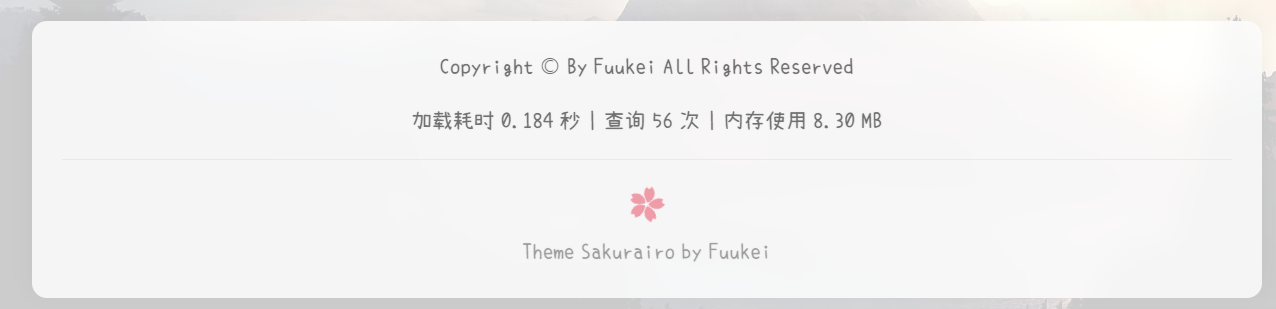 Copyright © By Fuukei All Rights Reserved
加载耗时 0.184 秒 | 查询 56 次 | 内存使用 8.30 MB
Theme Sakurairo by Fuukei